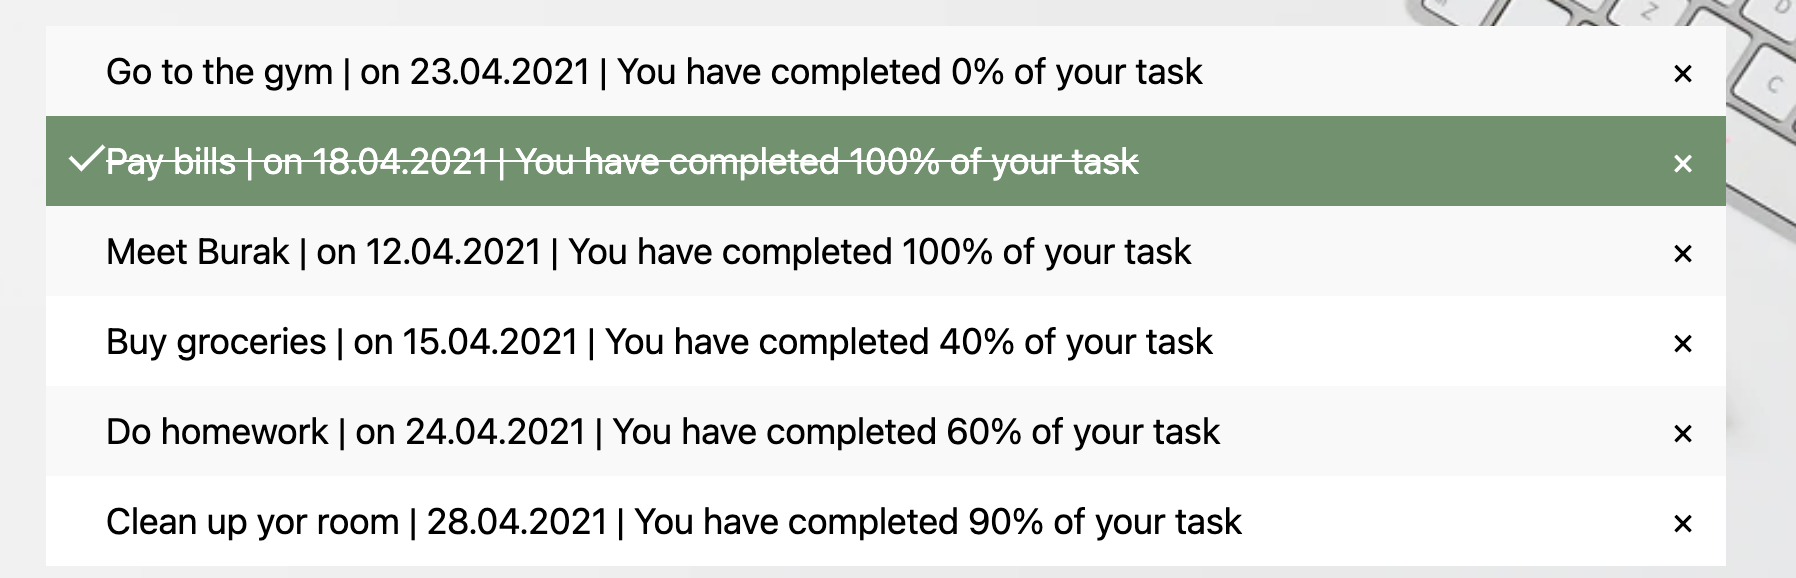 Go to the gym | on 23.04.2021 | You have completed 0% of your task ×
Pay bills | on 18.04.2021 | You have completed 100% of your task ×
Meet Burak | on 12.04.2021 | You have completed 100% of your task ×
Buy groceries | on 15.04.2021 | You have completed 40% of your task ×
Do homework | on 24.04.2021 | You have completed 60% of your task ×
Clean up yor room | 28.04.2021 | You have completed 90% of your task ×
Z
D
C